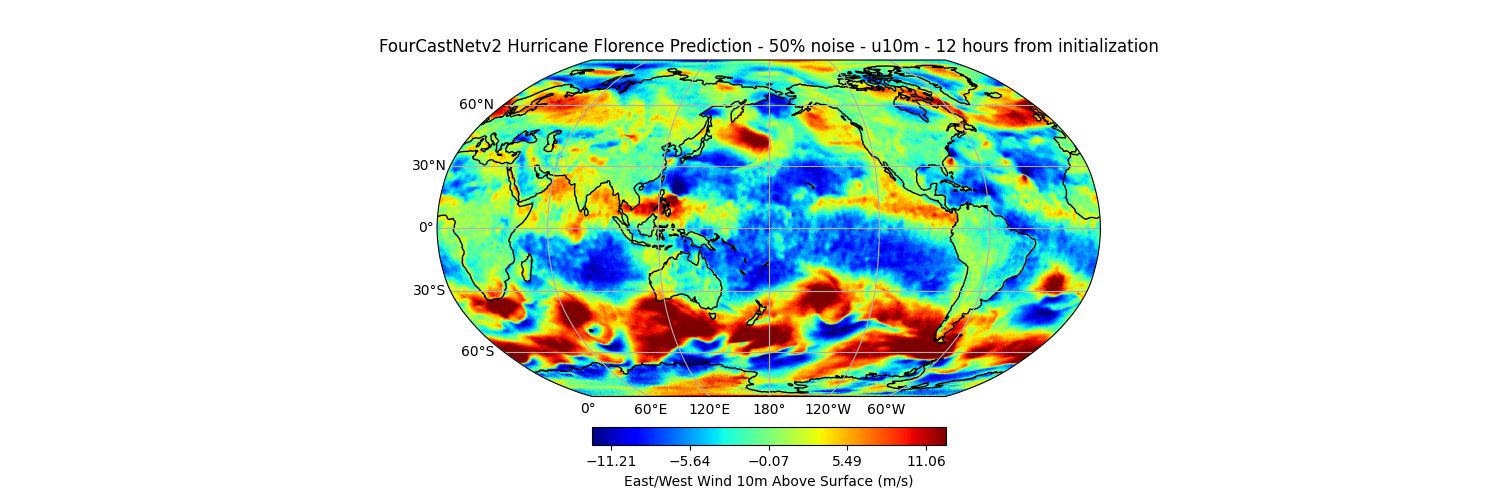 FourCastNetv2 Hurricane Florence Prediction - 50% noise - u10m - 12 hours from initialization
60°N
30°N
0°
30°S
60°S
0° 60°E 120°E 180° 120°W 60°W
−11.21 −5.64 −0.07 5.49 11.06
East/West Wind 10m Above Surface (m/s)